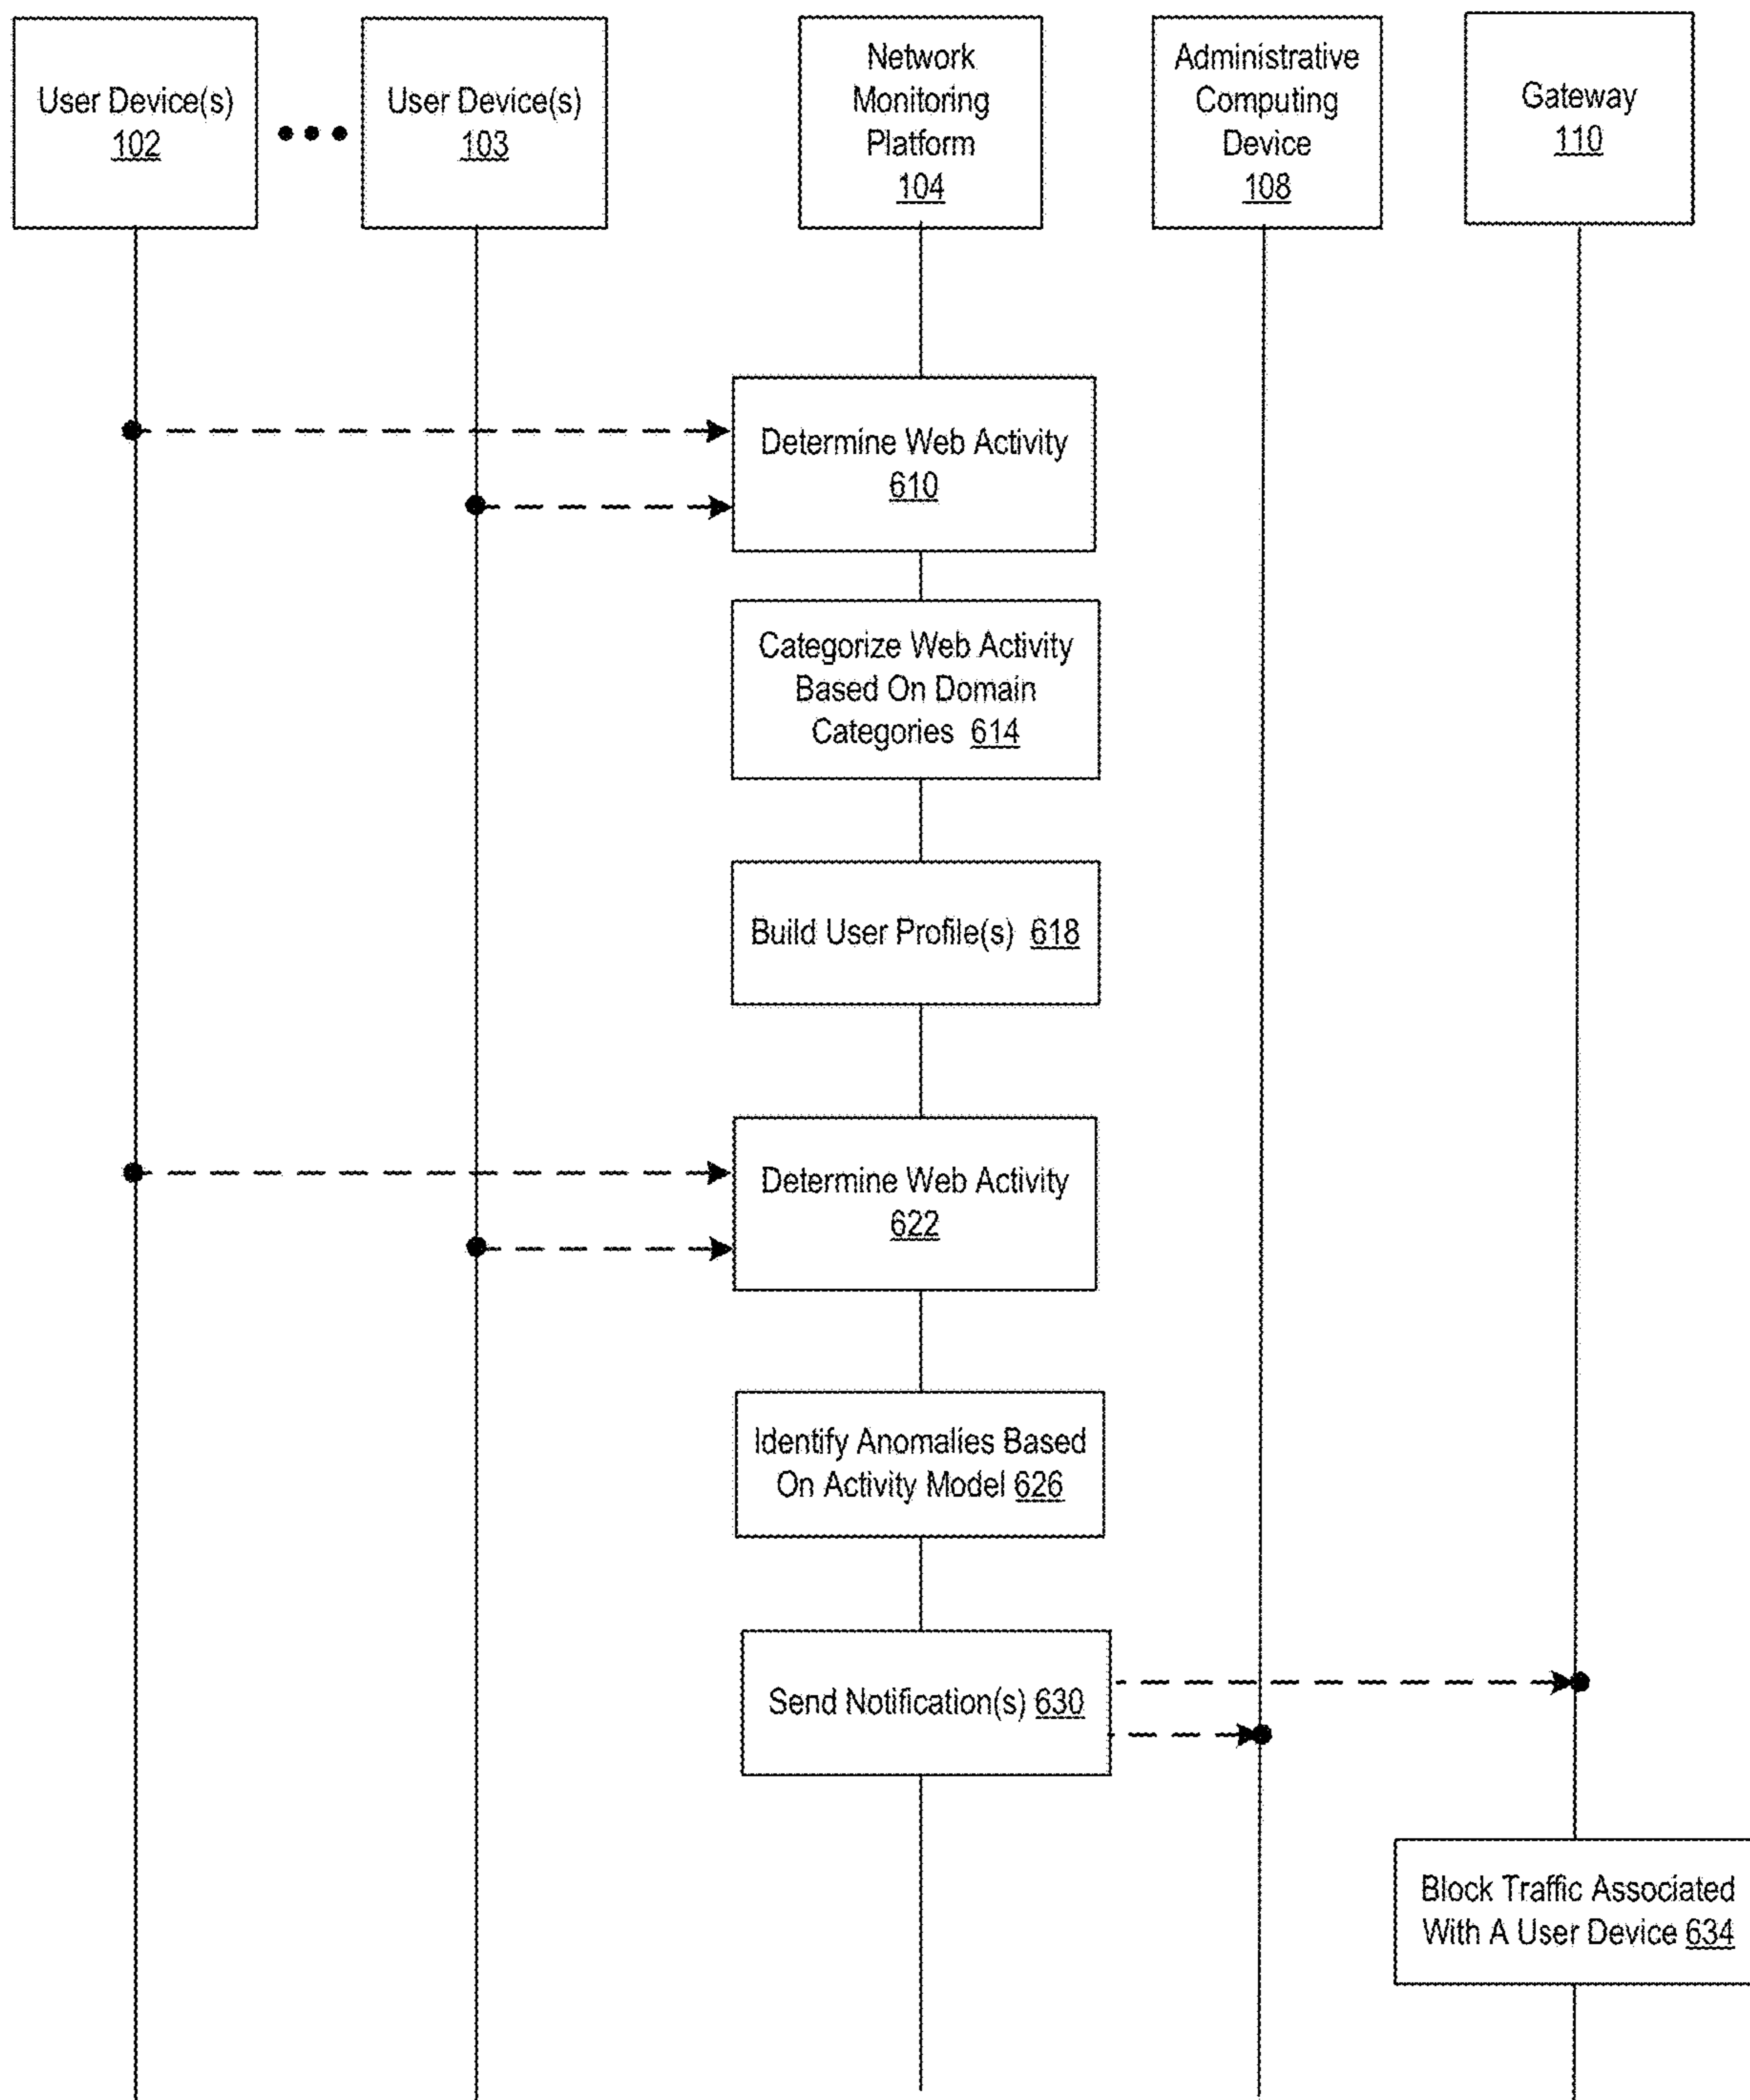 User Device(s)
102
User Device(s)
103
Network
Monitoring
Platform
104
Administrative
Computing
Device
108
Gateway
110
Determine Web Activity
610
Categorize Web Activity
Based On Domain
Categories 614
Build User Profile(s) 618
Determine Web Activity
622
Identify Anomalies Based
On Activity Model 626
Send Notification(s) 630
Block Traffic Associated
With A User Device 634